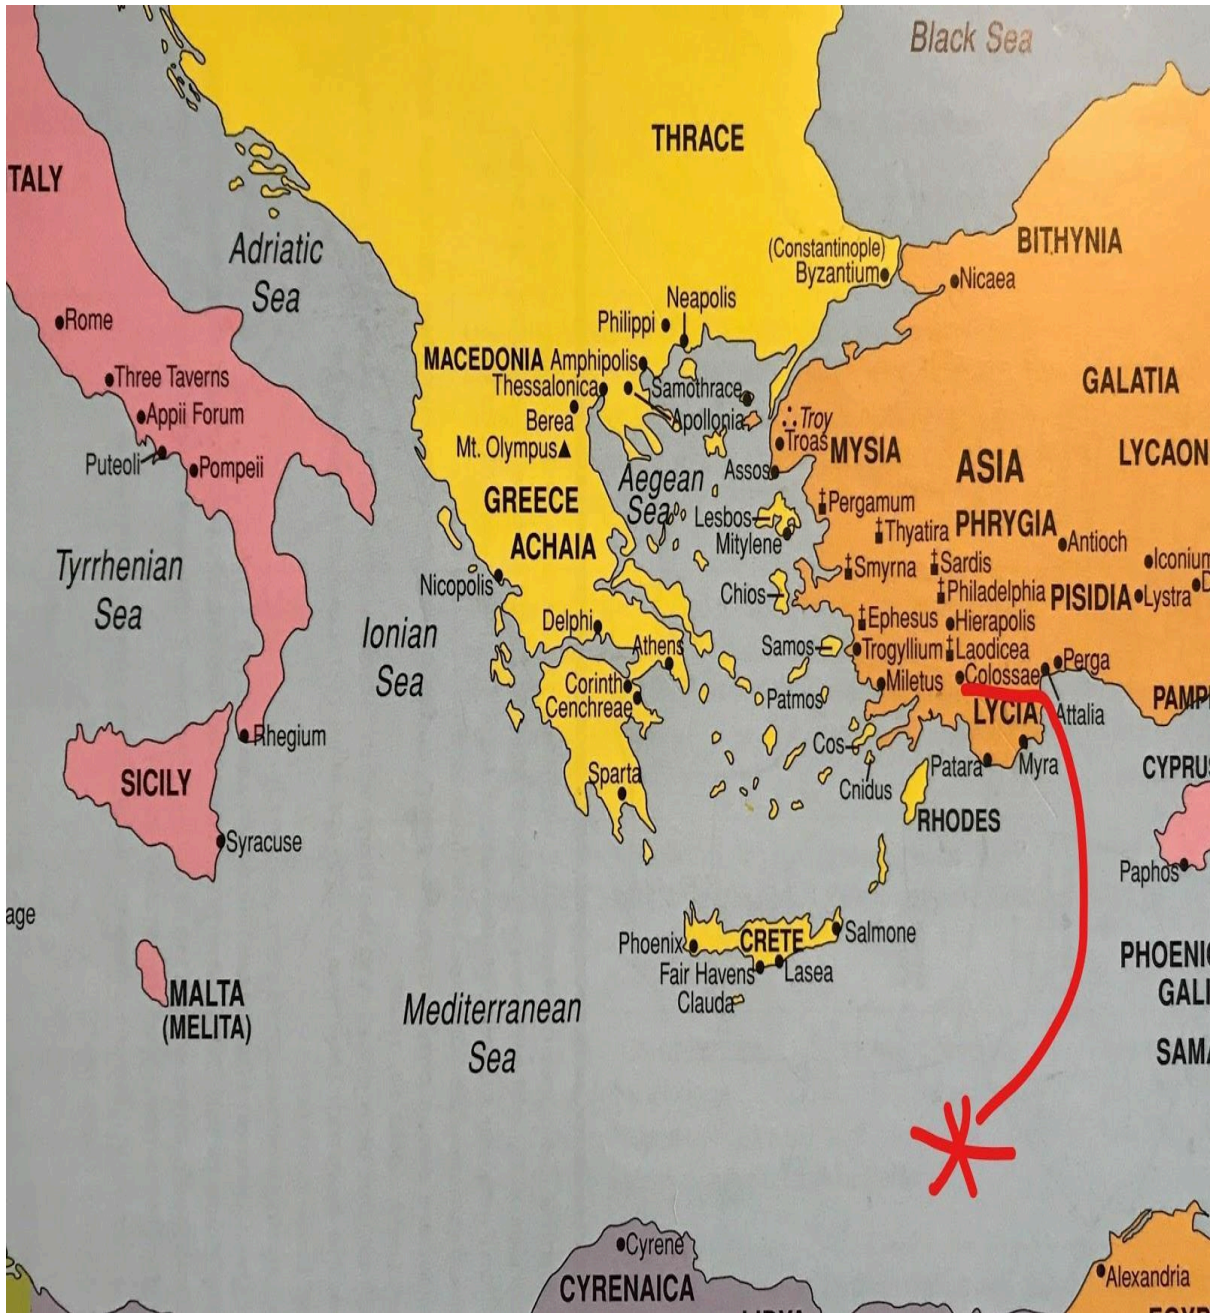 Black Sea
THRACE
TALY
BITHYNIA
Adriatic
Sea
(Constantinople)
Byzantium
Nicaea
Neapolis
Rome
Philippi
MACEDONIA
Amphipolis
Three Taverns
Thessalonica
Samothrace
GALATIA
Appii Forum
Berea
Apollonia
Troy
Troas
MYSIA
Puteoli
Pompeii
Mt. Olympus
Aegean
Sea
Assos
ASIA
LYCAON
GREECE
Pergamum
Lesbos
Mitylene
Thyatira
PHRYGIA
ACHAIA
Antioch
Tyrrhenian
Sea
Nicopolis
Smyrna
Sardis
Iconium
Chios
Philadelphia
PISIDIA
Lystra
D
Ionian
Sea
Delphi
Athens
Ephesus
Hierapolis
Samos
Trogyllium
Laodicea
Perga
Corinth
Cenchreae
Patmos
Miletus
Colossae
LYCIA
Attalia
PAMP
Rhegium
Cos
Cnidus
Patara
Myra
CYPRUS
SICILY
Sparta
RHODES
Syracuse
Paphos
age
Phoenix
CRETE
Salmone
Fair Havens
Lasea
Clauda
PHOENIC
GALI
SAMA
MALTA
(MELITA)
Mediterranean
Sea
Cyrene
CYRENAICA
Alexandria